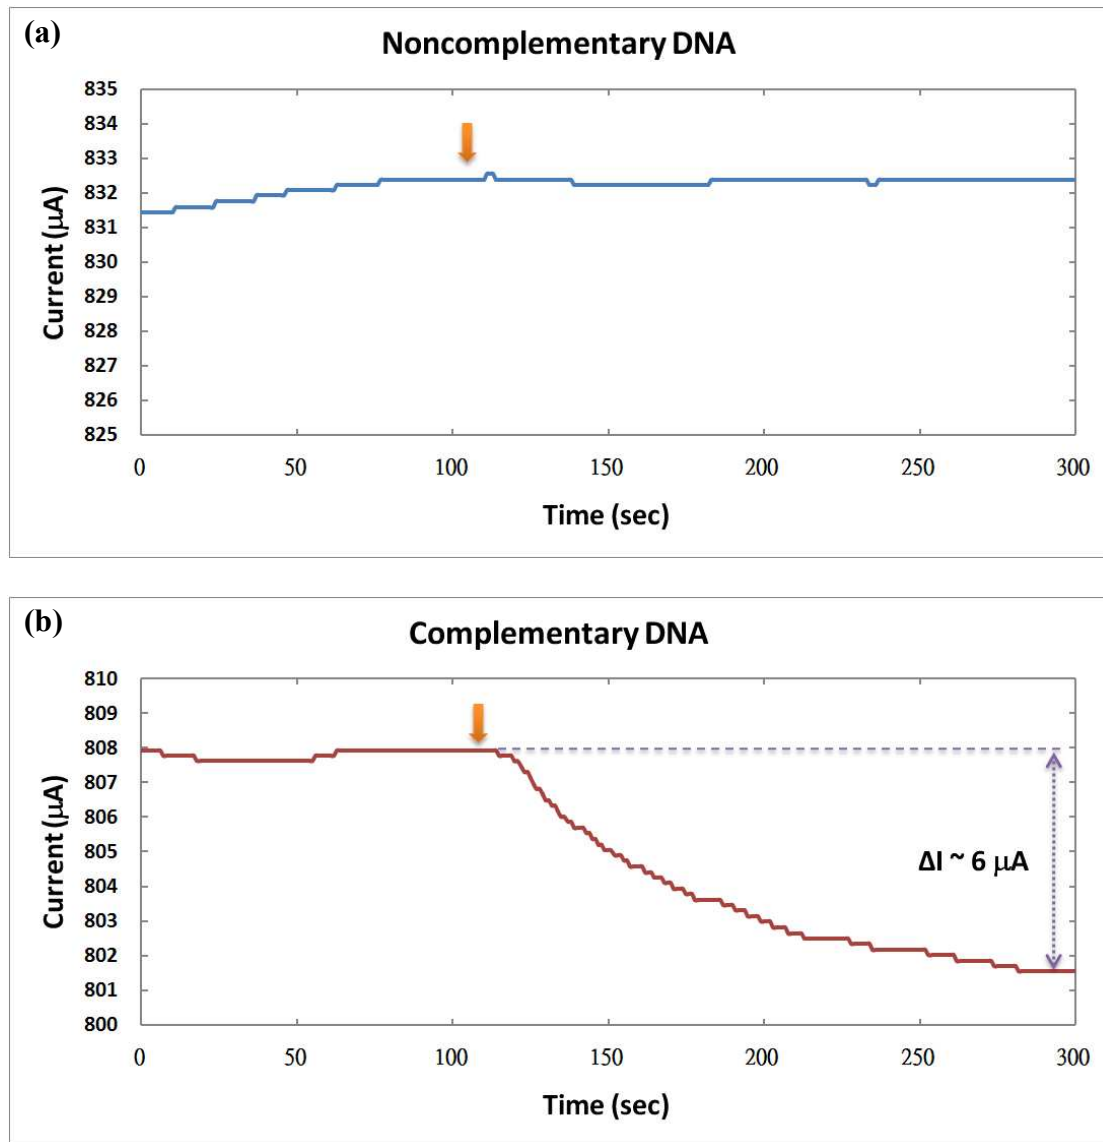 (a)
Noncomplementary DNA
835
834
833
832
831
830
829
828
827
826
825
Current (μA)
0 50 100 150 200 250 300
Time (sec)
(b)
Complementary DNA
810
809
808
807
806
805
804
803
802
801
800
Current (μA)
ΔI ~ 6 μA
0 50 100 150 200 250 300
Time (sec)